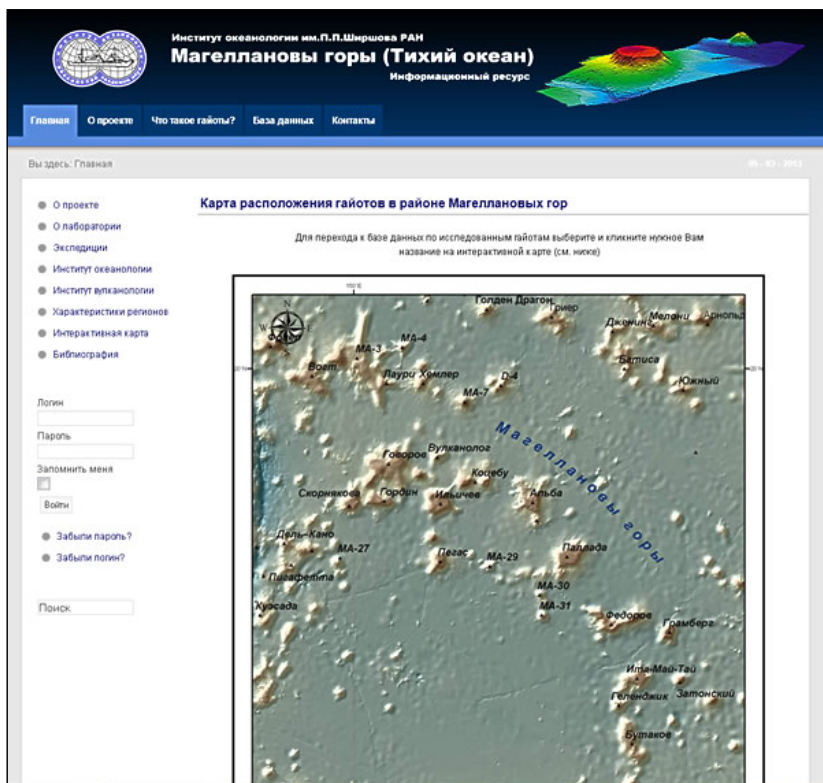 Институт океанологии им.П.П.Ширшова РАН
Магеллановы горы (Тихий океан)
Информационный ресурс
Главная О проекте Что такое гайоты? База данных Контакты
Вы здесь: Главная
О проекте
О лаборатории
Экспедиции
Институт океанологии
Институт вулканологии
Характеристики регионов
Интерактивная карта
Библиография
Логин
Пароль
Запомнить меня
Войти
Забыли пароль?
Забыли логин?
Поиск
Карта расположения гайотов в районе Магеллановых гор
Для перехода к базе данных по исследованным гайотам выберите и кликните нужное Вам
название на интерактивной карте (см. ниже)
N
W E
S
Голден Драгон
Гриер
Дженинг
Мелони
Арнольд
МА-4
МА-3
Вогт
Лаури
Хемлер
D-4
МА-7
Батиса
Южный
Магеллановы горы
Говоров
Вулканолог
Коцебу
Скорнякова
Гордин
Ильичев
Альба
Дель-Кано
МА-27
Пегас
МА-29
Паллада
Пигафетта
МА-30
МА-31
Хуэсада
Федоров
Грамберг
Ита-Май-Тай
Геленджик
Затонский
Бутаков